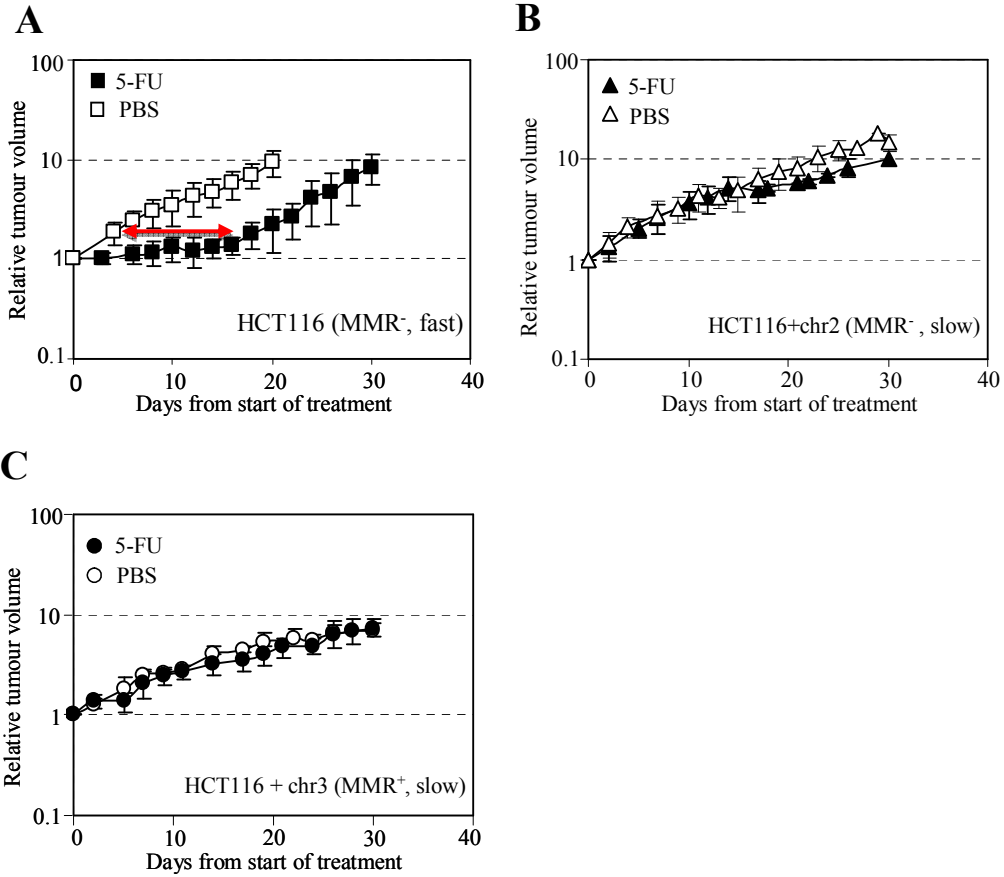 A
100
10
1
0.1
Relative tumour volume
5-FU
PBS
HCT116 (MMR-, fast)
0 10 20 30 40
Days from start of treatment
B
100
10
1
0.1
Relative tumour volume
5-FU
PBS
HCT116+chr2 (MMR- , slow)
0 10 20 30 40
Days from start of treatment
C
100
10
1
0.1
Relative tumour volume
5-FU
PBS
HCT116 + chr3 (MMR+, slow)
0 10 20 30 40
Days from start of treatment